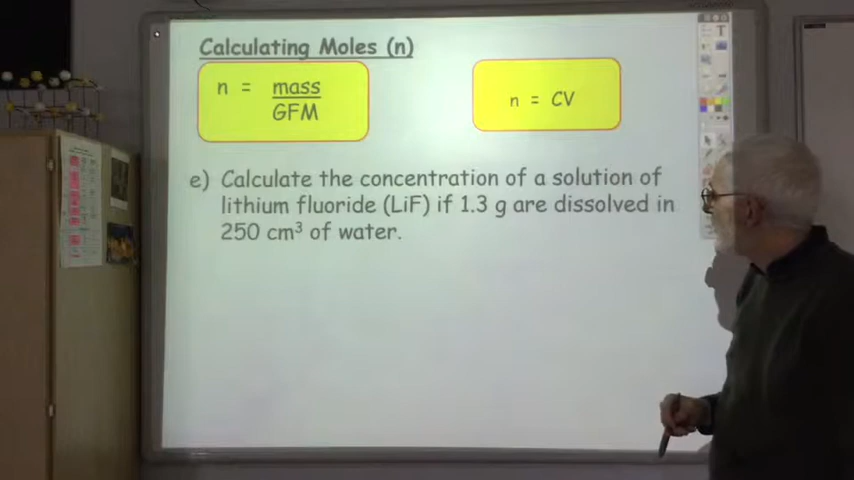 Calculating Moles (n)
n = mass
GFM
n = CV
e) Calculate the concentration of a solution of
lithium fluoride (LiF) if 1.3 g are dissolved in
250 cm³ of water.